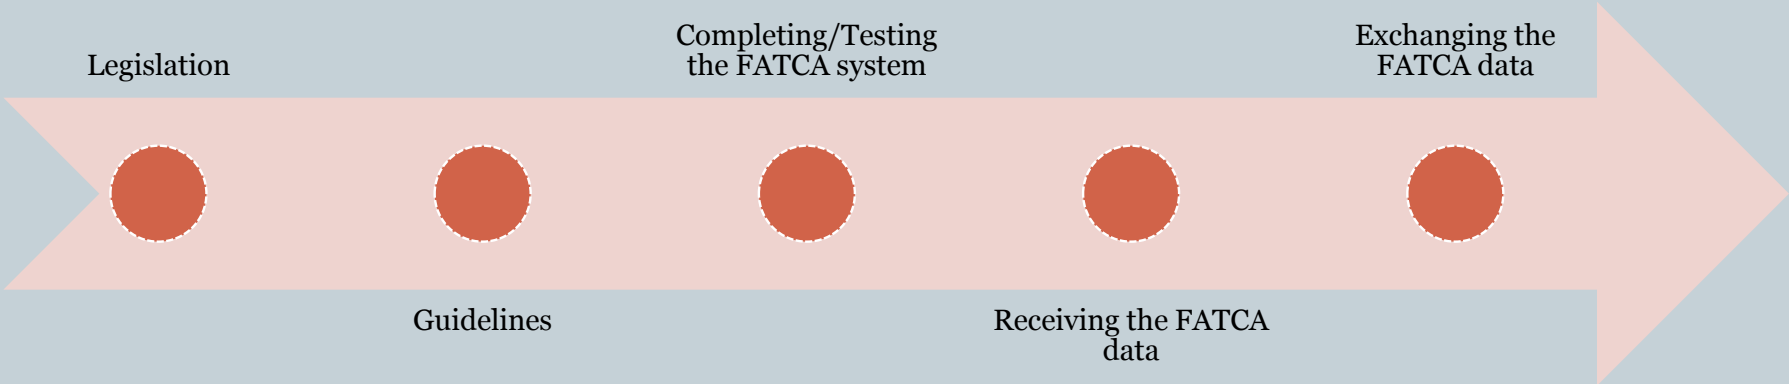 Legislation
Guidelines
Completing/Testing
the FATCA system
Receiving the FATCA
data
Exchanging the
FATCA data